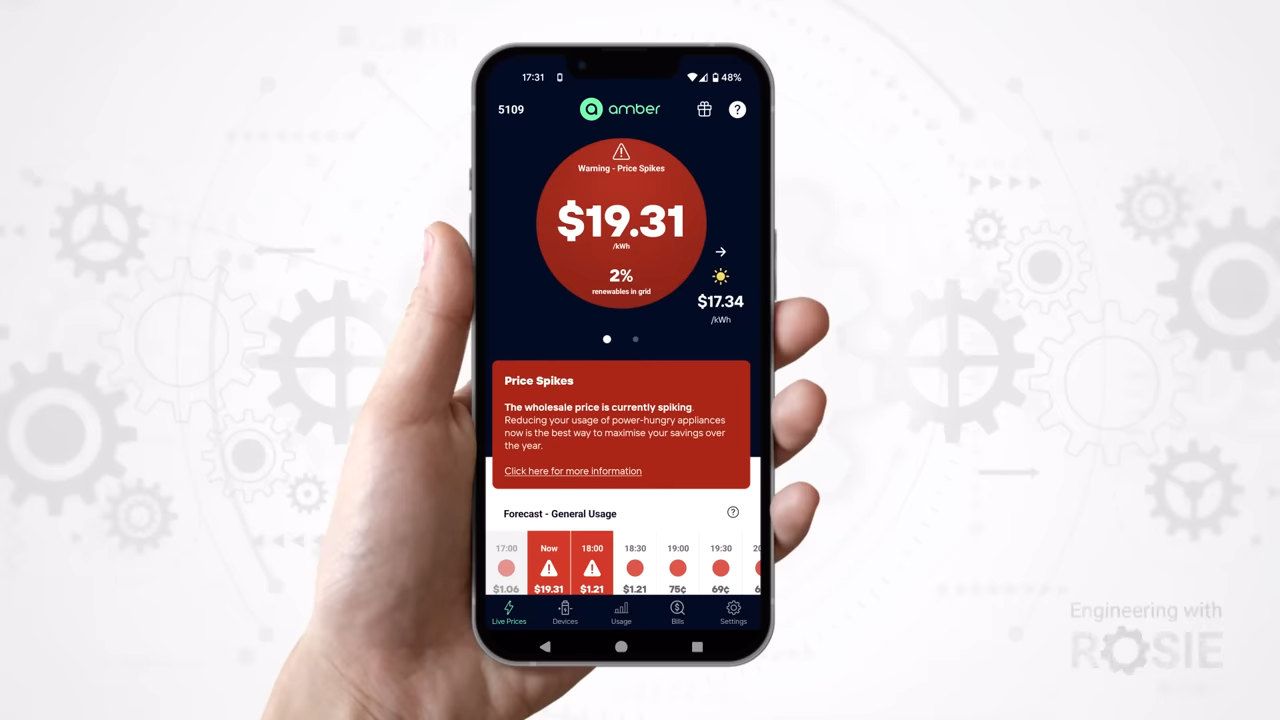 17:31
48%
5109
amber
?
Warning - Price Spikes
$19.31
/kWh
2%
renewables in grid
$17.34
/kWh
Price Spikes
The wholesale price is currently spiking.
Reducing your usage of power-hungry appliances
now is the best way to maximise your savings over
the year.
Click here for more information
Forecast - General Usage
?
17:00 Now 18:00 18:30 19:00 19:30 20
$1.06 $19.31 $1.21 $1.21 75¢ 69¢ 6
Live Prices Devices Usage Bills Settings
Engineering with
ROSIE